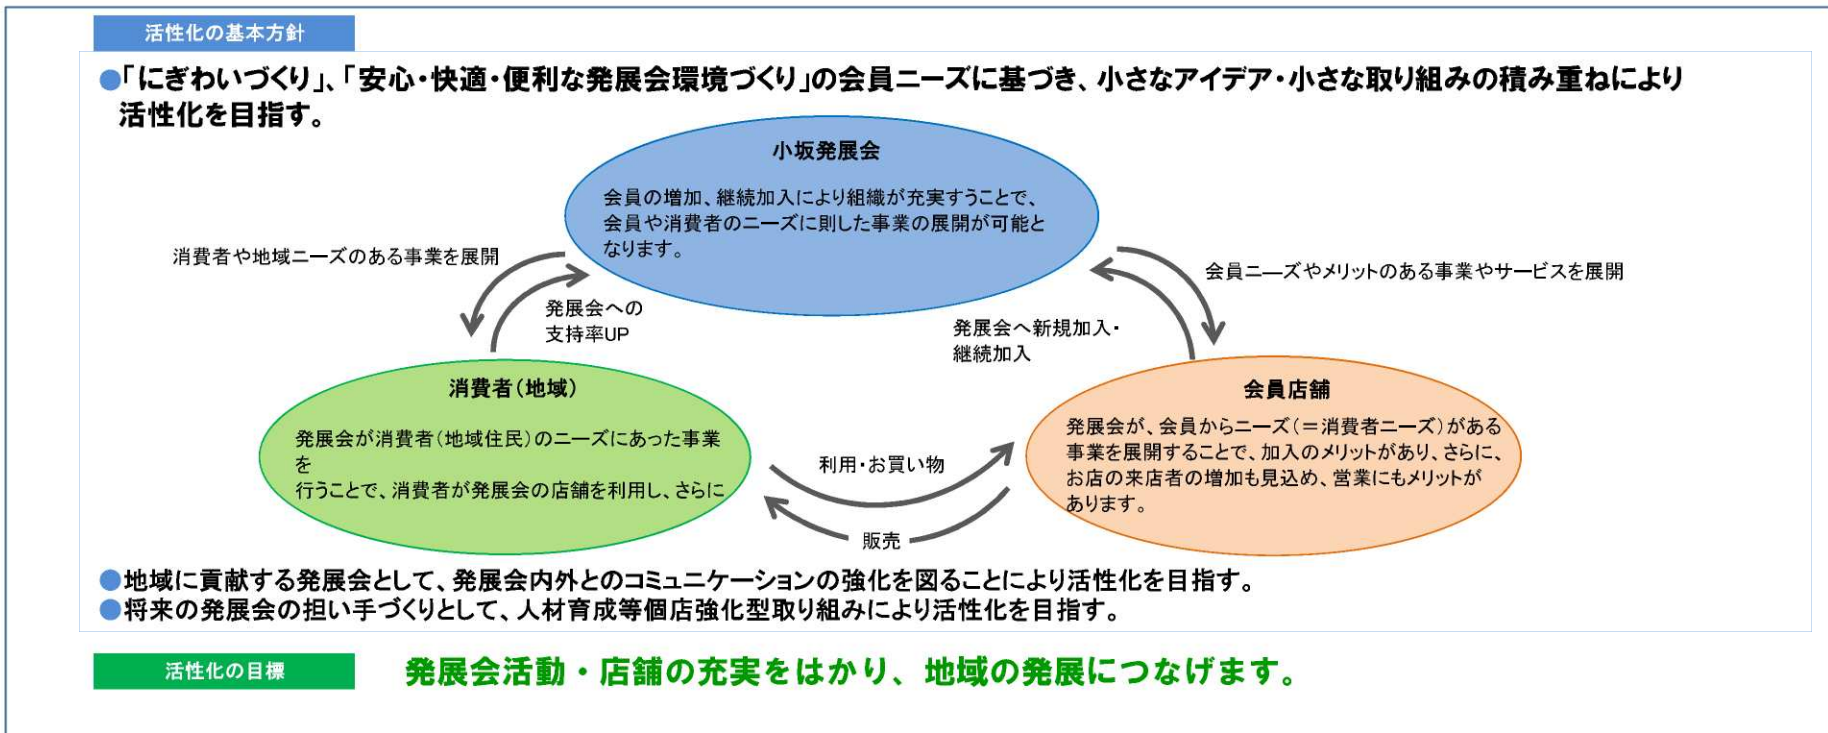 活性化の基本方針
●「にぎわいづくり」、「安心・快適・便利な発展会環境づくり」の会員ニーズに基づき、小さなアイデア・小さな取り組みの積み重ねにより
活性化を目指す。
小坂発展会
会員の増加、継続加入により組織が充実すうことで、
会員や消費者のニーズに則した事業の展開が可能と
なります。
消費者や地域ニーズのある事業を展開
会員ニーズやメリットのある事業やサービスを展開
発展会への
支持率UP
発展会へ新規加入・
継続加入
消費者(地域)
発展会が消費者(地域住民)のニーズにあった事業
を
行うことで、消費者が発展会の店舗を利用し、さらに
会員店舗
発展会が、会員からニーズ(=消費者ニーズ)がある
事業を展開することで、加入のメリットがあり、さらに、
お店の来店者の増加も見込め、営業にもメリットが
あります。
利用・お買い物
販売
●地域に貢献する発展会として、発展会内外とのコミュニケーションの強化を図ることにより活性化を目指す。
●将来の発展会の担い手づくりとして、人材育成等個店強化型取り組みにより活性化を目指す。
活性化の目標
発展会活動・店舗の充実をはかり、地域の発展につなげます。